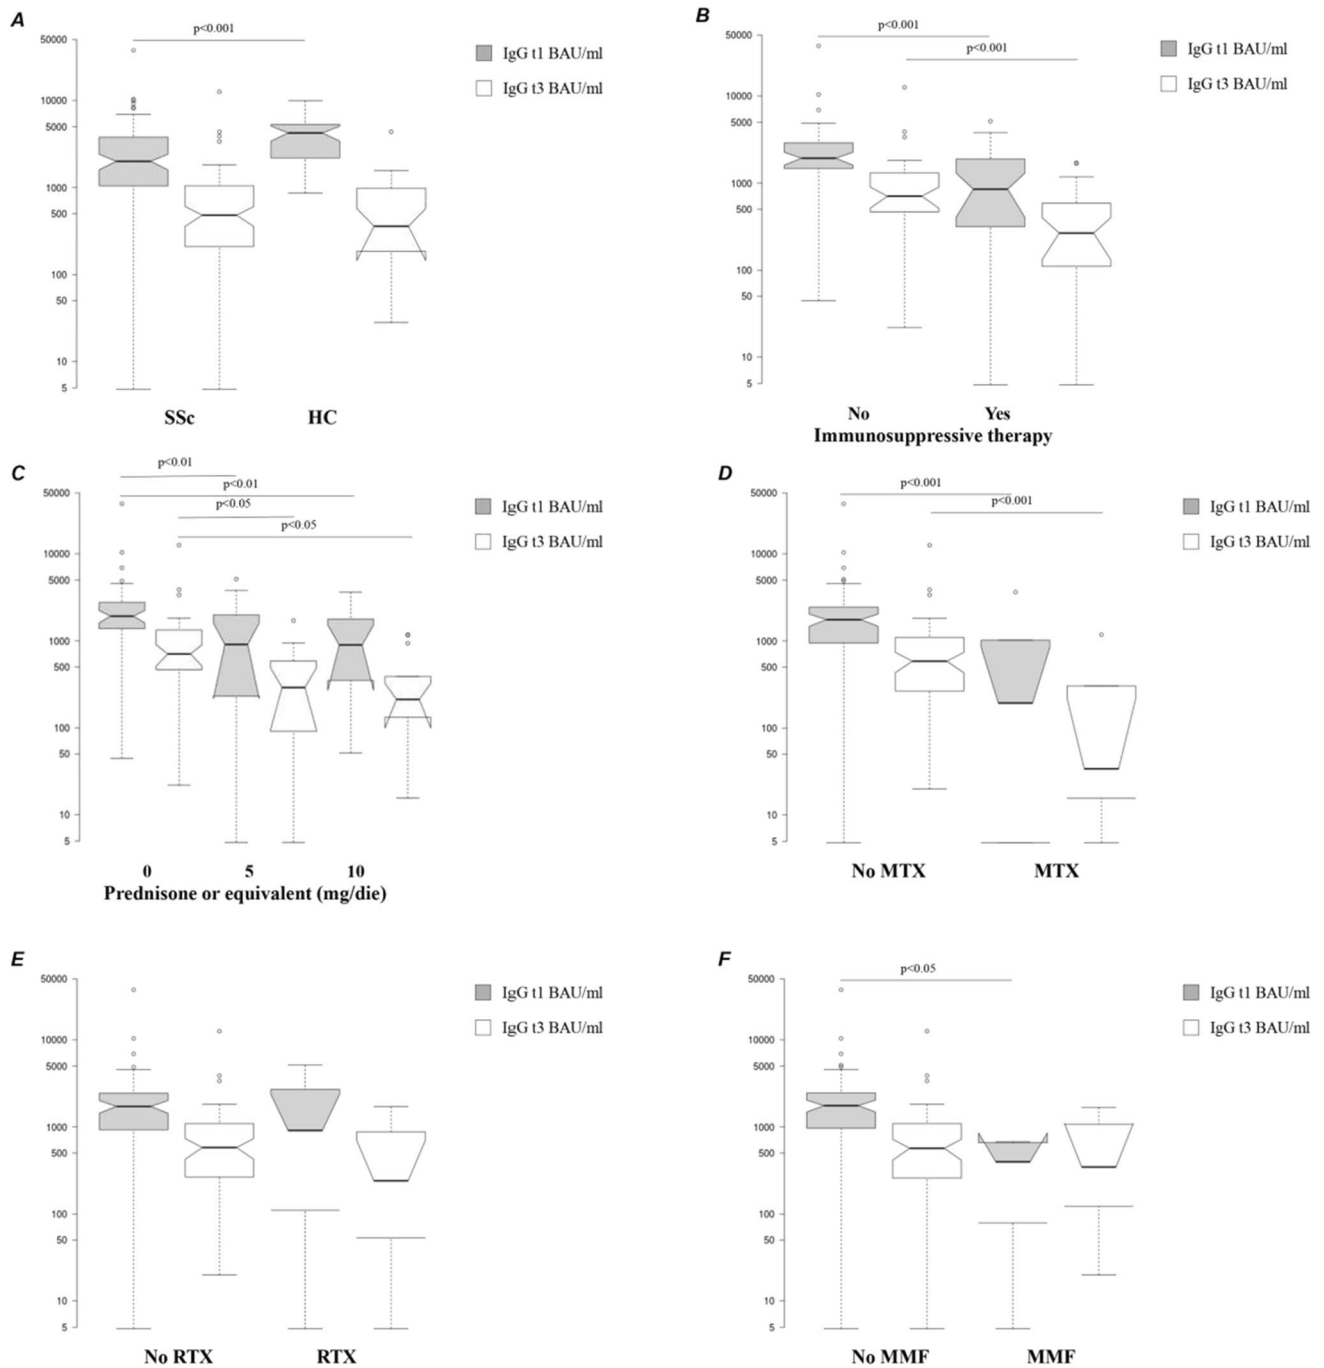 A
p<0.001
50000
10000
5000
1000
500
100
50
10
5
IgG t1 BAU/ml
IgG t3 BAU/ml
SSc HC
B
p<0.001
p<0.001
50000
10000
5000
1000
500
100
50
10
5
IgG t1 BAU/ml
IgG t3 BAU/ml
No Yes
Immunosuppressive therapy
C
p<0.01
p<0.01
p<0.05
p<0.05
50000
10000
5000
1000
500
100
50
10
5
IgG t1 BAU/ml
IgG t3 BAU/ml
0 5 10
Prednisone or equivalent (mg/die)
D
p<0.001
p<0.001
50000
10000
5000
1000
500
100
50
10
5
IgG t1 BAU/ml
IgG t3 BAU/ml
No MTX MTX
E
50000
10000
5000
1000
500
100
50
10
5
IgG t1 BAU/ml
IgG t3 BAU/ml
No RTX RTX
F
p<0.05
50000
10000
5000
1000
500
100
50
10
5
IgG t1 BAU/ml
IgG t3 BAU/ml
No MMF MMF